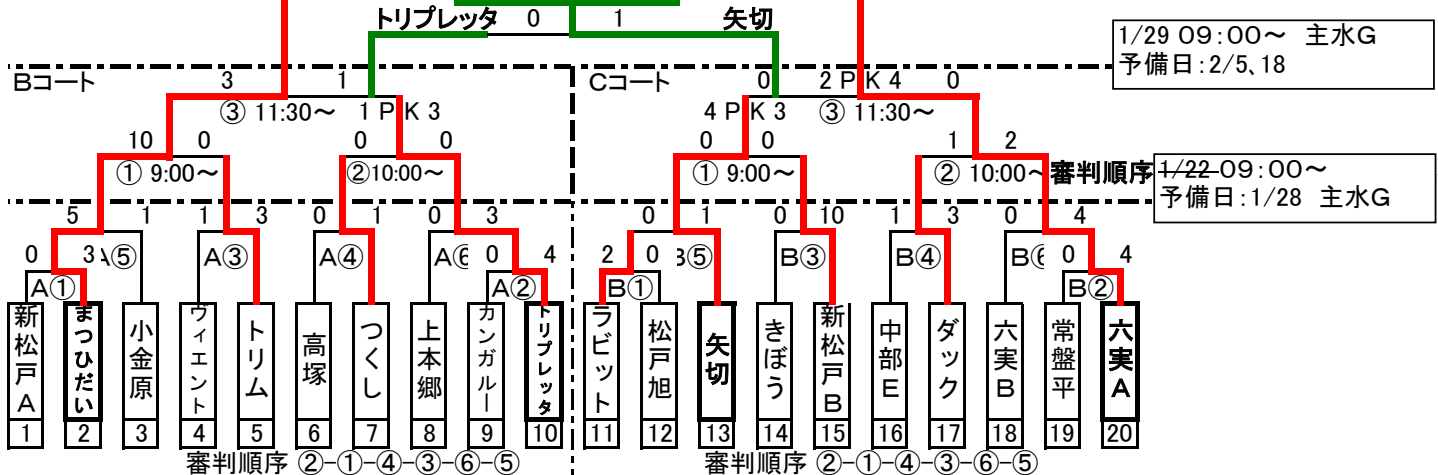 トリプレッタ 0 1 矢切
1/29 09:00～ 主水G
予備日:2/5、18
Bコート 3 1 Cコート 0 2 P K 4 0
③ 11:30～ 1 P K 3 4 P K 3 ③ 11:30～
10 0 0 0 0 0 1 2
① 9:00～ ②10:00～ ① 9:00～ ② 10:00～ 審判順序
1/22 09:00～
予備日:1/28 主水G
5 1 1 3 0 1 0 3 0 1 0 10 1 3 0 4
0 3 A⑤ A③ A④ A⑥ 0 4 2 0 B⑤ B③ B④ B⑥ 0 4
A① A② B① B②
新松戸A
まつひだい
小金原
ヴィエント
トリム
高塚
つくし
上本郷
カンガルー
トリプレッタ
ラビット
松戸旭
矢切
きぼう
新松戸B
中部E
ダック
六実B
常盤平
六実A
1 2 3 4 5 6 7 8 9 10 11 12 13 14 15 16 17 18 19 20
審判順序 ②-①-④-③-⑥-⑤ 審判順序 ②-①-④-③-⑥-⑤